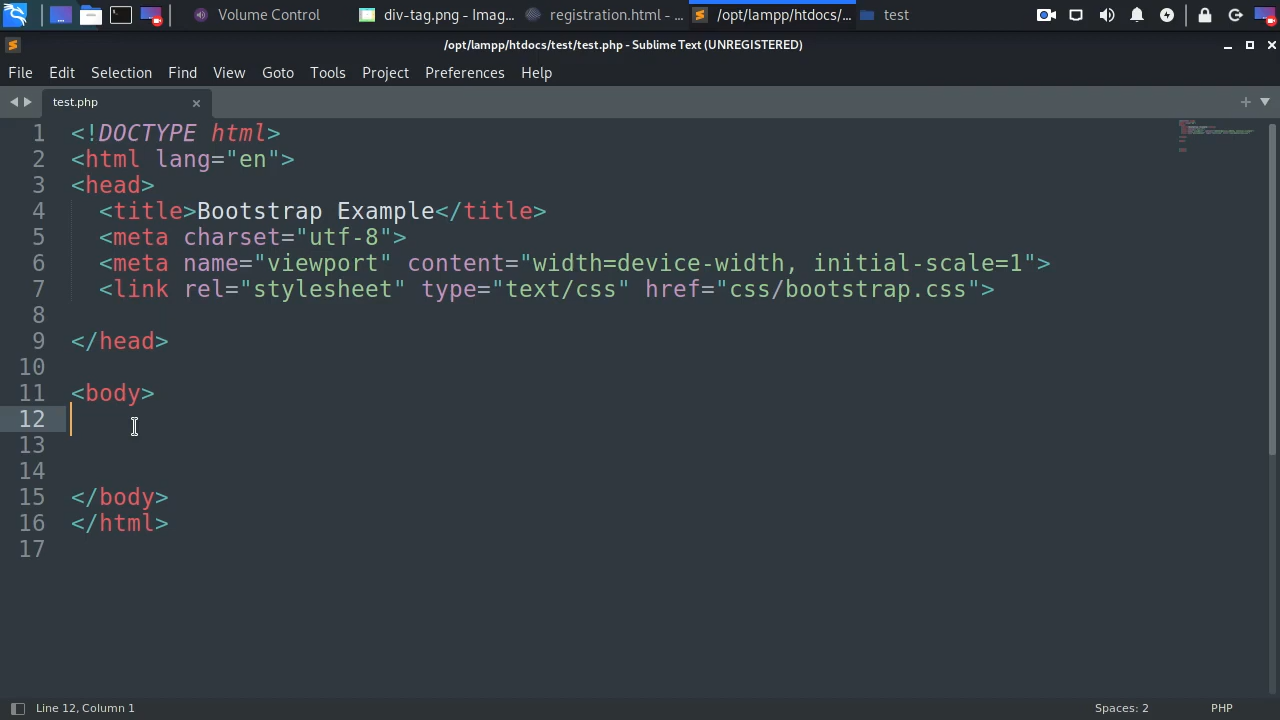 Volume Control
div-tag.png - Imag...
registration.html - ...
/opt/lampp/htdocs/...
test
/opt/lampp/htdocs/test/test.php - Sublime Text (UNREGISTERED)
File Edit Selection Find View Goto Tools Project Preferences Help
test.php
1 <!DOCTYPE html>
2 <html lang="en">
3 <head>
4 <title>Bootstrap Example</title>
5 <meta charset="utf-8">
6 <meta name="viewport" content="width=device-width, initial-scale=1">
7 <link rel="stylesheet" type="text/css" href="css/bootstrap.css">
8
9 </head>
10
11 <body>
12
13
14
15 </body>
16 </html>
17
Line 12, Column 1
Spaces: 2
PHP